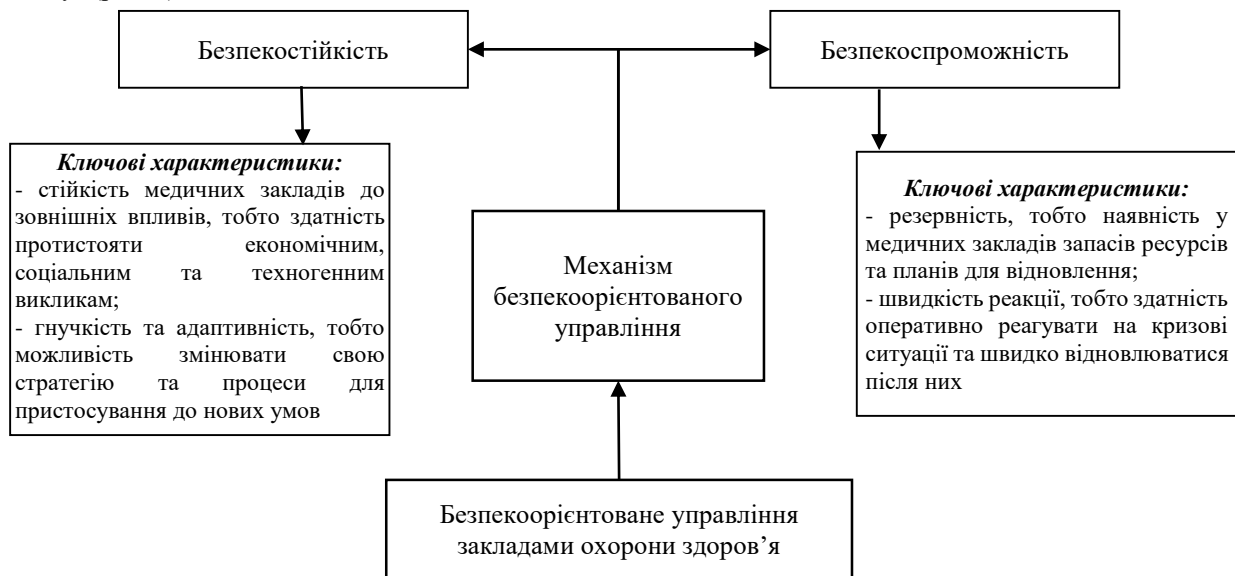 Безпекостійкість
Безпекоспроможність
Ключові характеристики:
- стійкість медичних закладів до
зовнішніх впливів, тобто здатність
протистояти економічним,
соціальним та техногенним
викликам;
- гнучкість та адаптивність, тобто
можливість змінювати свою
стратегію та процеси для
пристосування до нових умов
Механізм
безпекоорієнтованого
управління
Ключові характеристики:
- резервність, тобто наявність у
медичних закладів запасів ресурсів
та планів для відновлення;
- швидкість реакції, тобто здатність
оперативно реагувати на кризові
ситуації та швидко відновлюватися
після них
Безпекоорієнтоване управління
закладами охорони здоров’я